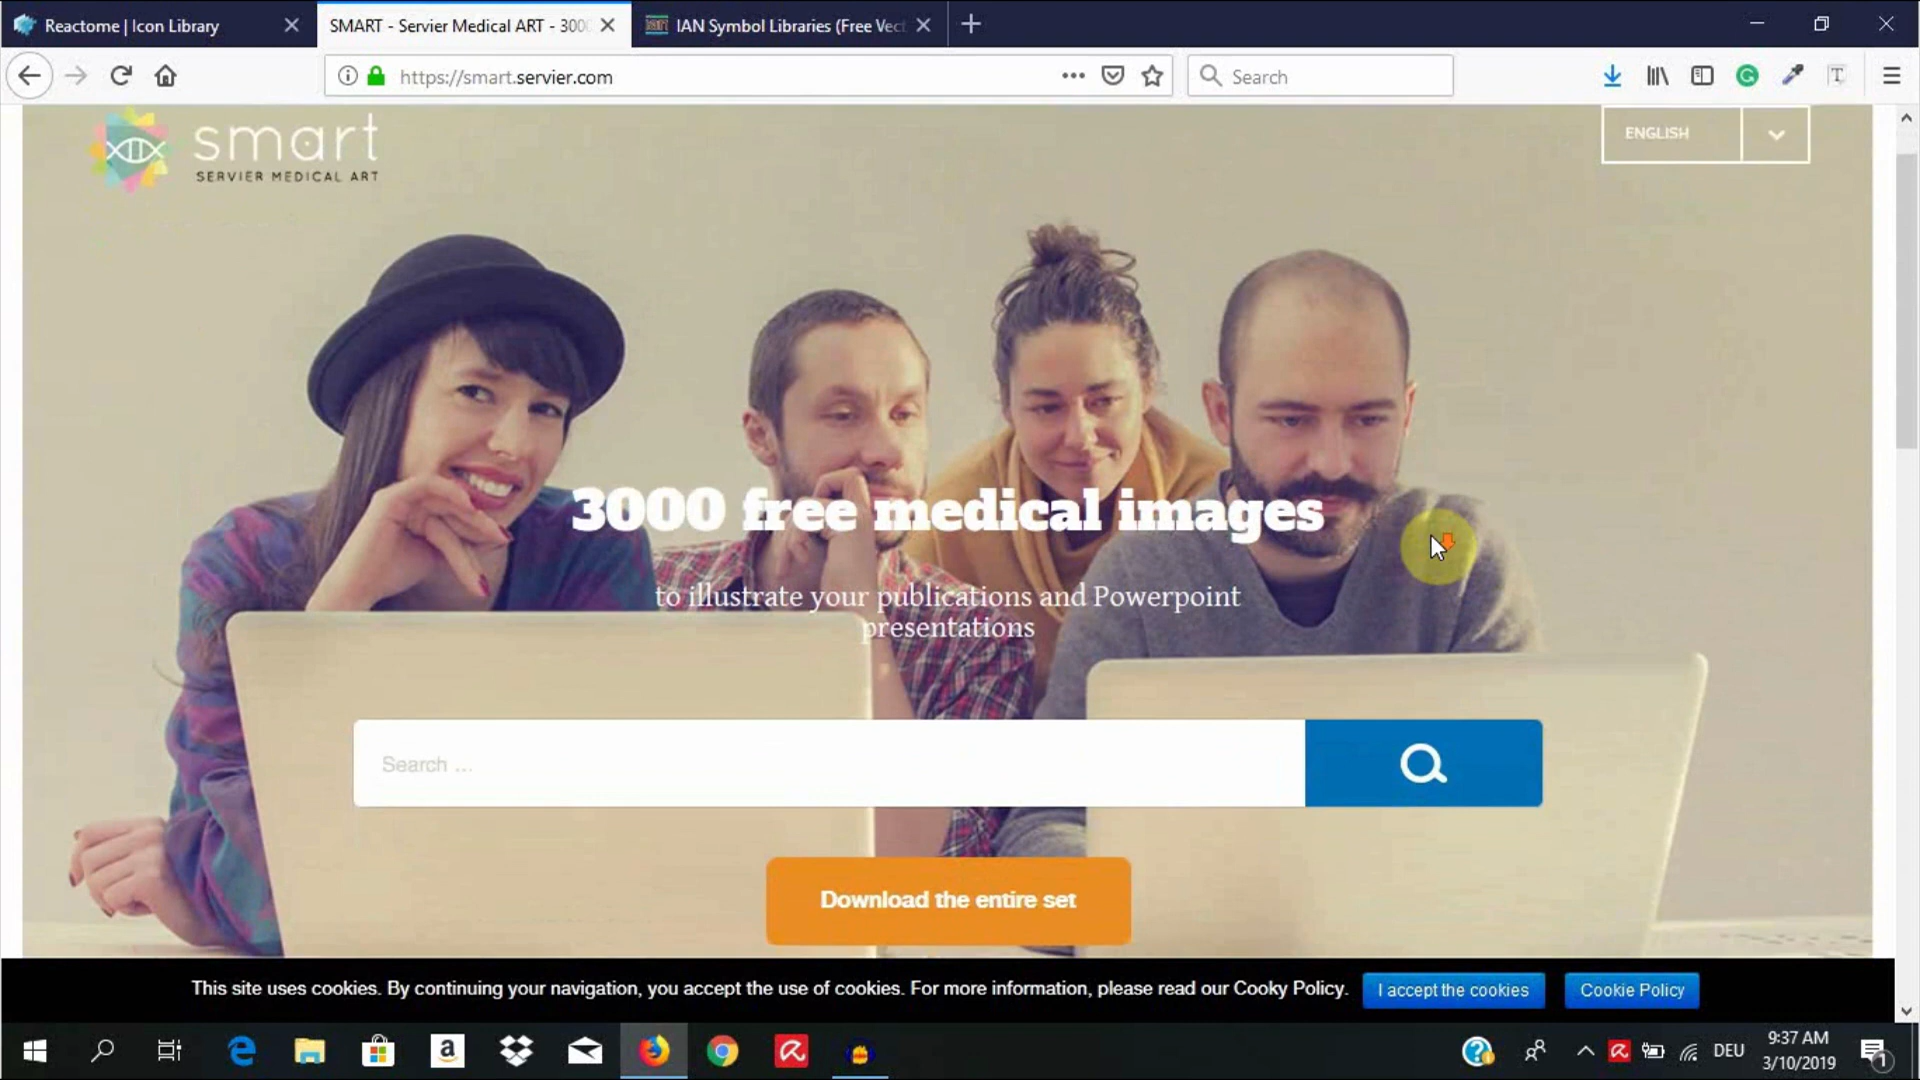 Reactome | Icon Library
SMART - Servier Medical ART - 300
IAN Symbol Libraries (Free Vect
https://smart.servier.com
Search
smart
SERVIER MEDICAL ART
ENGLISH
3000 free medical images
to illustrate your publications and Powerpoint
presentations
Search ...
Download the entire set
This site uses cookies. By continuing your navigation, you accept the use of cookies. For more information, please read our Cooky Policy.
I accept the cookies
Cookie Policy
DEU
9:37 AM
3/10/2019
1